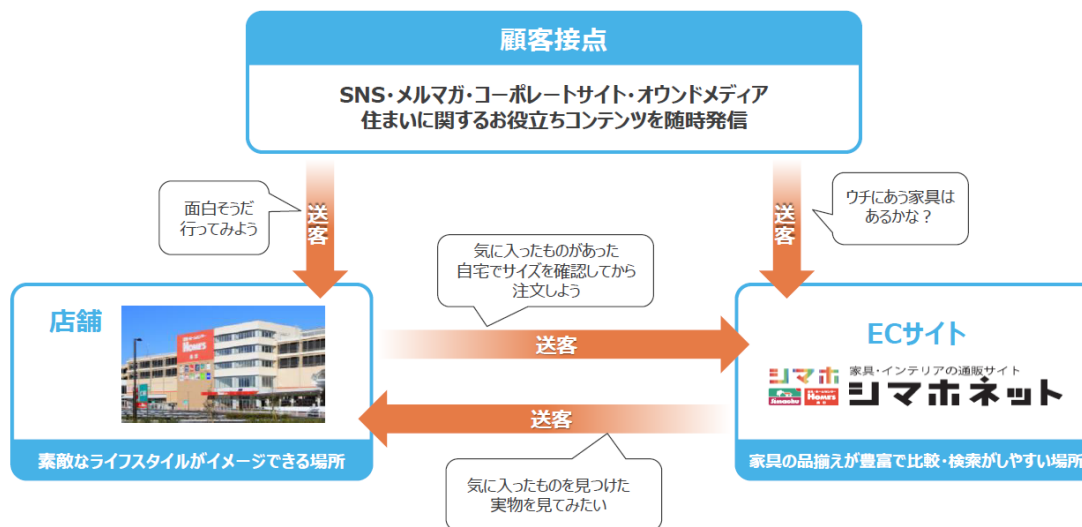 顧客接点
SNS・メルマガ・コーポレートサイト・オウンドメディア
住まいに関するお役立ちコンテンツを随時発信
面白そうだ
行ってみよう
送客
送客
ウチにあう家具は
あるかな？
気に入ったものがあった
自宅でサイズを確認してから
注文しよう
店舗
HOME'S
送客
ECサイト
シマホ
家具・インテリアの通販サイト
シマホネット
Simachu
HOME'S
送客
素敵なライフスタイルがイメージできる場所
家具の品揃えが豊富で比較・検索がしやすい場所
気に入ったものを見つけた
実物を見てみたい